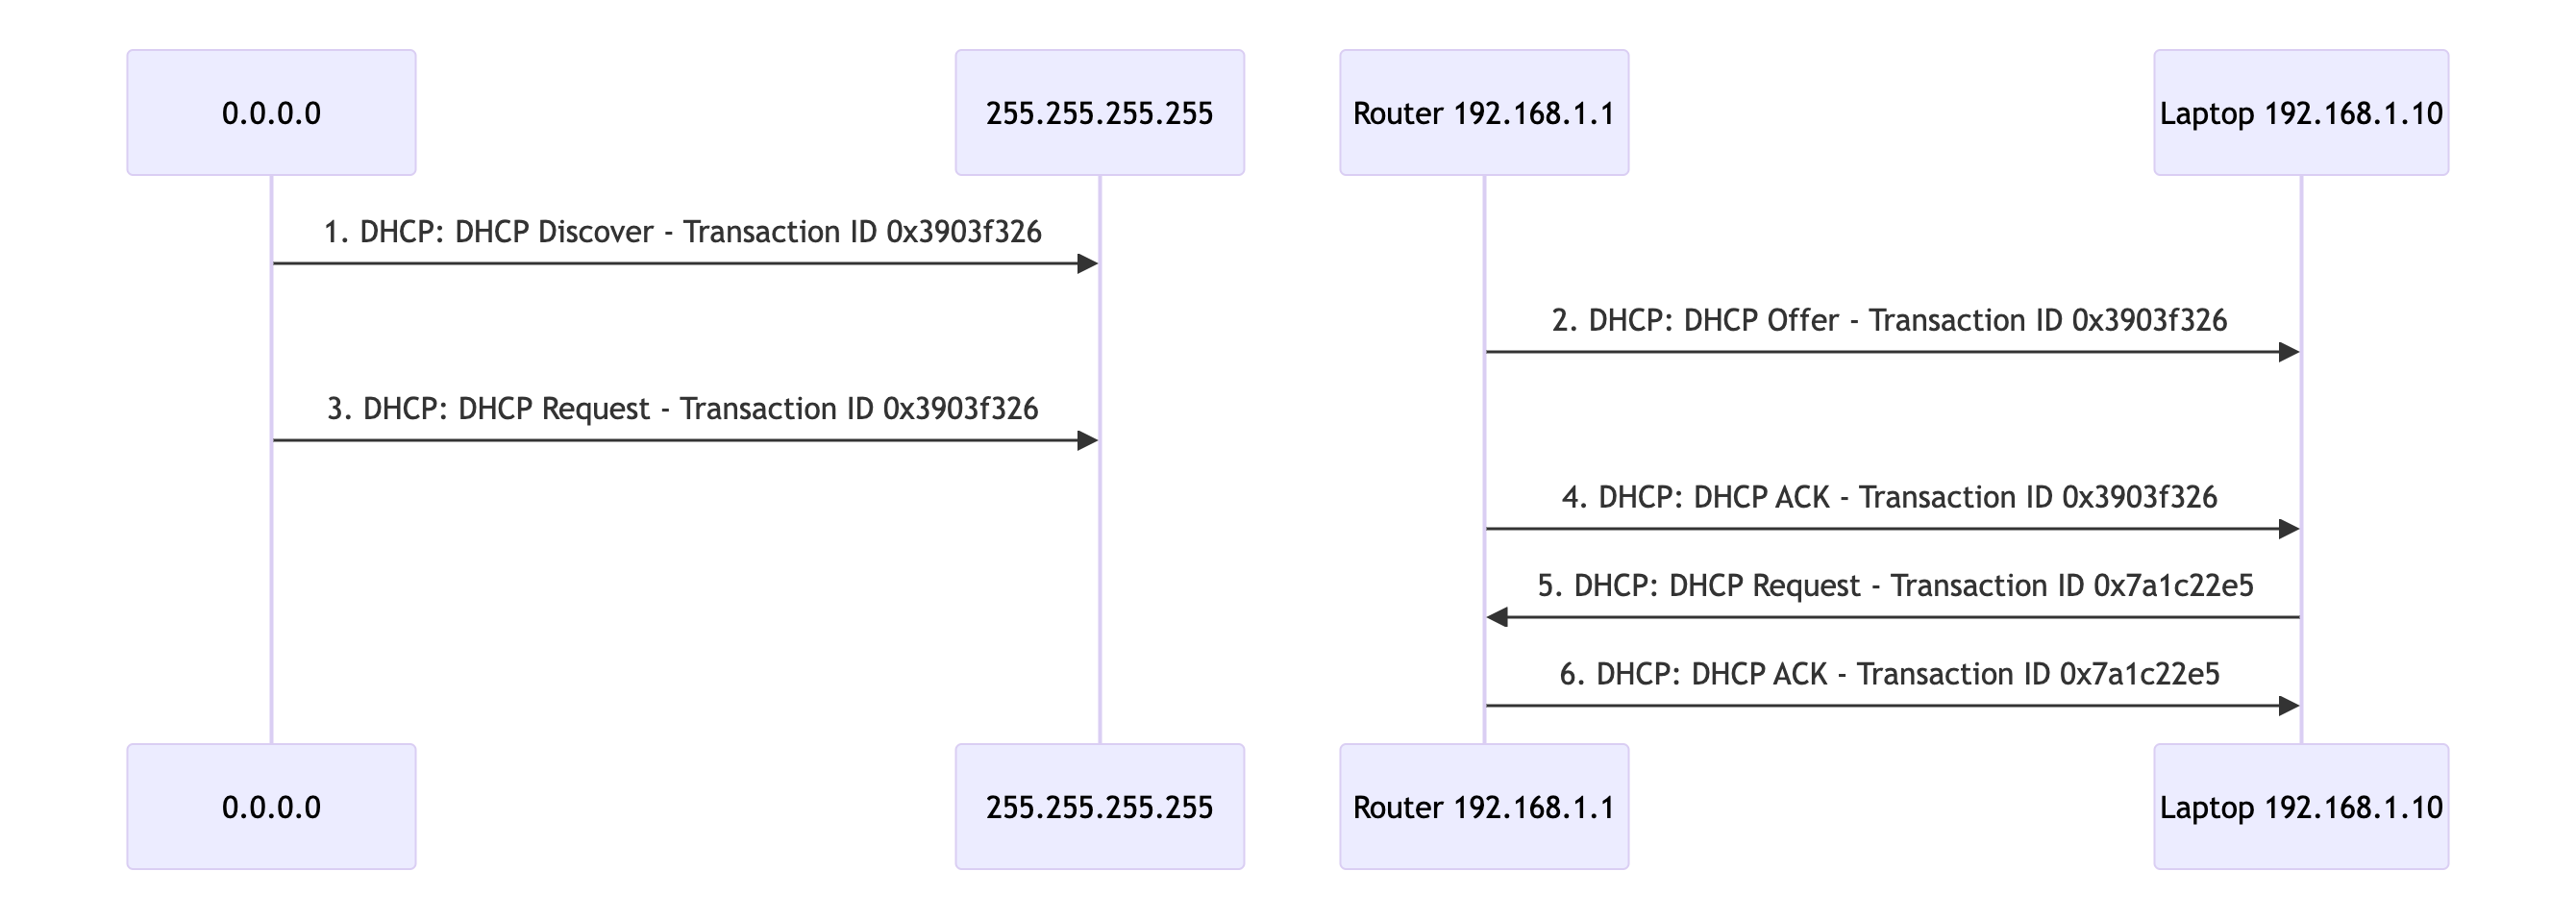 0.0.0.0
255.255.255.255
Router 192.168.1.1
Laptop 192.168.1.10
1. DHCP: DHCP Discover - Transaction ID 0x3903f326
2. DHCP: DHCP Offer - Transaction ID 0x3903f326
3. DHCP: DHCP Request - Transaction ID 0x3903f326
4. DHCP: DHCP ACK - Transaction ID 0x3903f326
5. DHCP: DHCP Request - Transaction ID 0x7a1c22e5
6. DHCP: DHCP ACK - Transaction ID 0x7a1c22e5
0.0.0.0
255.255.255.255
Router 192.168.1.1
Laptop 192.168.1.10